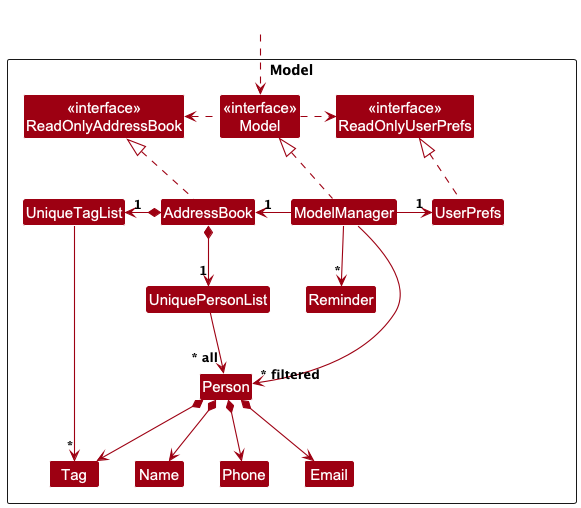 Model
«interface»
ReadOnlyAddressBook
«interface»
Model
«interface»
ReadOnlyUserPrefs
UniqueTagList
1
AddressBook
1
ModelManager
1
UserPrefs
1
*
UniquePersonList
Reminder
* all
* filtered
Person
*
Tag
Name
Phone
Email